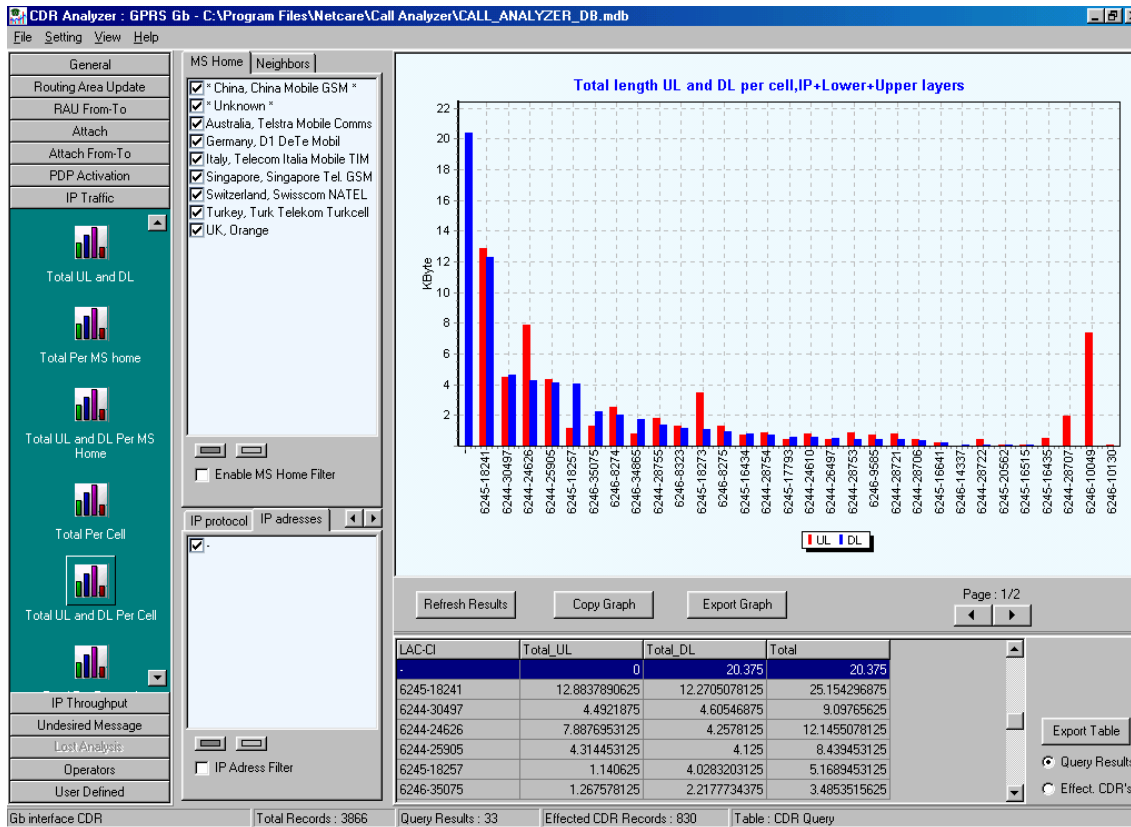 CDR Analyzer : GPRS Gb - C:\Program Files\Netcare\Call Analyzer\CALL_ANALYZER_DB.mdb
File Setting View Help
General
Routing Area Update
RAU From-To
Attach
Attach From-To
PDP Activation
IP Traffic
Total UL and DL
Total Per MS home
Total UL and DL Per MS
Home
Total Per Cell
Total UL and DL Per Cell
IP Throughput
Undesired Message
Lost Analysis
Operators
User Defined
MS Home Neighbors
* China, China Mobile GSM *
* Unknown *
Australia, Telstra Mobile Comms
Germany, D1 DeTe Mobil
Italy, Telecom Italia Mobile TIM
Singapore, Singapore Tel. GSM
Switzerland, Swisscom NATEL
Turkey, Turk Telekom Turkcell
UK, Orange
Enable MS Home Filter
IP protocol IP adresses
-
IP Adress Filter
Total length UL and DL per cell,IP+Lower+Upper layers
KByte
22
20
18
16
14
12
10
8
6
4
2
-
6245-18241
6244-30497
6244-24626
6244-25905
6245-18257
6246-35075
6246-8274
6246-34865
6244-28755
6246-8323
6245-18273
6246-8275
6245-16434
6244-28754
6245-17793
6244-24610
6244-26497
6244-28753
6246-9585
6244-28721
6244-28706
6245-16641
6246-14337
6244-28722
6245-20562
6245-16515
6245-16435
6244-28707
6246-10049
6246-10130
UL DL
Refresh Results Copy Graph Export Graph
Page : 1/2
LAC-CI Total_UL Total_DL Total
- 0 20.375 20.375
6245-18241 12.8837890625 12.2705078125 25.154296875
6244-30497 4.4921875 4.60546875 9.09765625
6244-24626 7.8876953125 4.2578125 12.1455078125
6244-25905 4.314453125 4.125 8.439453125
6245-18257 1.140625 4.0283203125 5.1689453125
6246-35075 1.267578125 2.2177734375 3.4853515625
Export Table
Query Results
Effect. CDR's
Gb interface CDR Total Records : 3866 Query Results : 33 Effected CDR Records : 830 Table : CDR Query